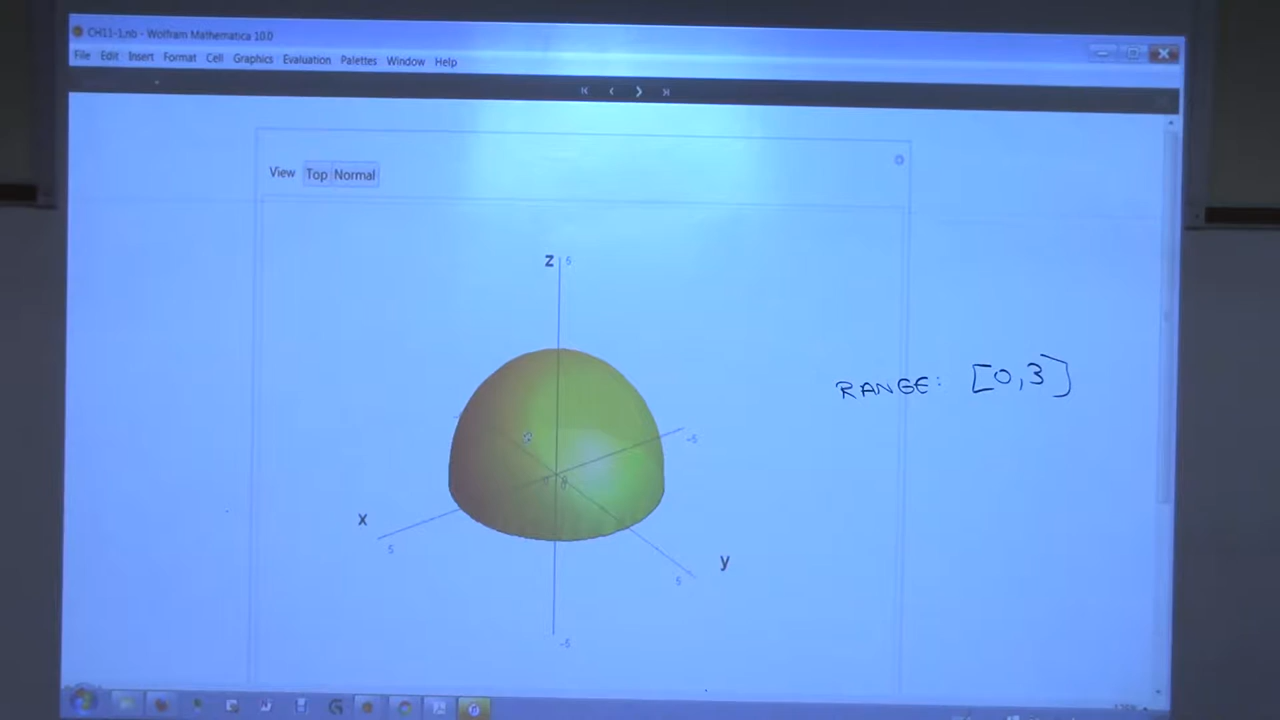 CH11-1.nb - Wolfram Mathematica 10.0
File Edit Insert Format Cell Graphics Evaluation Palettes Window Help
View Top Normal
z 5
-5
RANGE: [0,3]
x
5
y
5
-5